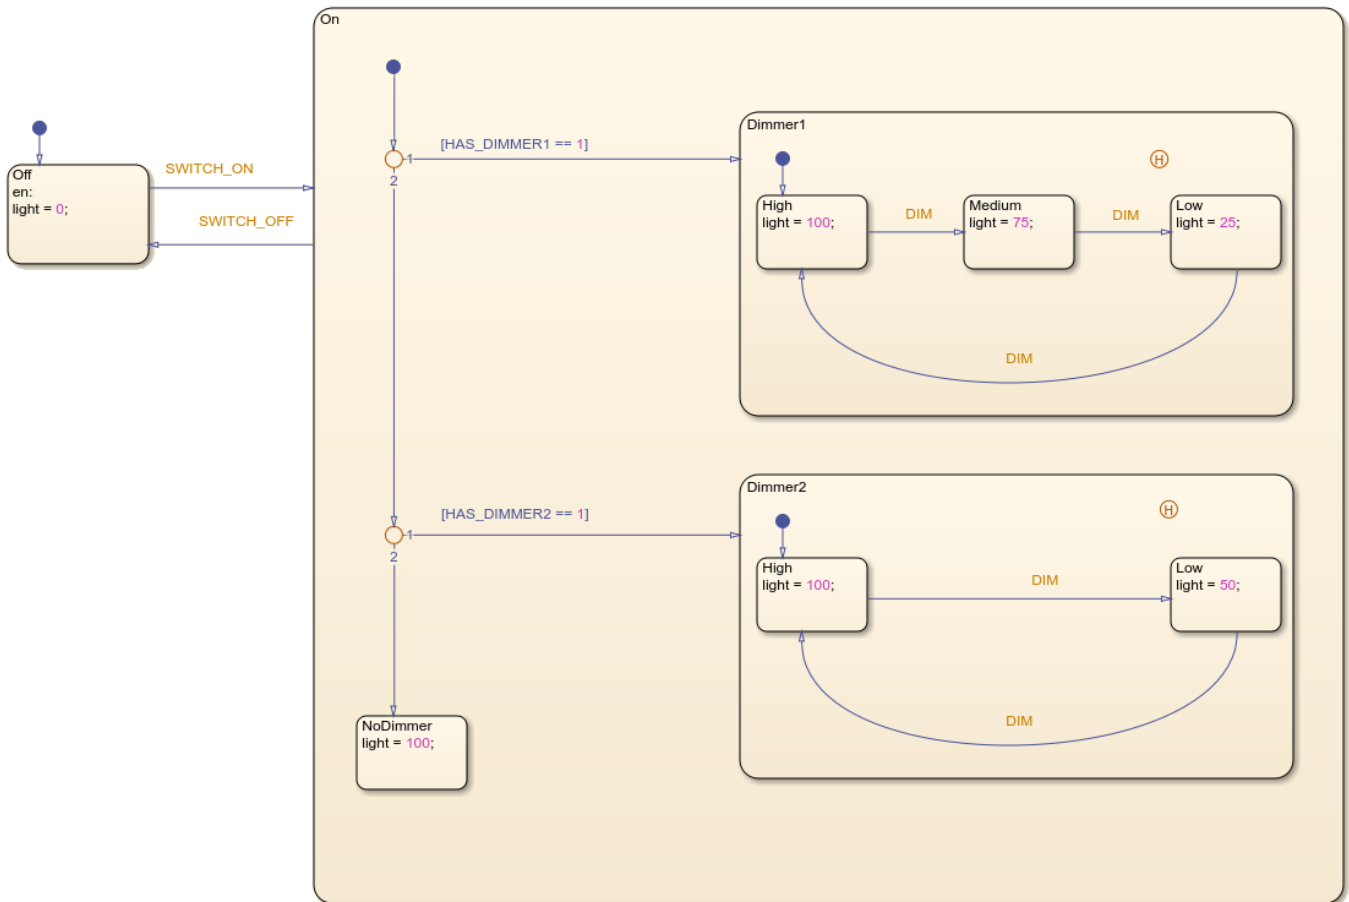 On
Off
en:
light = 0;
SWITCH_ON
SWITCH_OFF
1
2
[HAS_DIMMER1 == 1]
Dimmer1
H
High
light = 100;
DIM
Medium
light = 75;
DIM
Low
light = 25;
DIM
1
2
[HAS_DIMMER2 == 1]
Dimmer2
H
High
light = 100;
DIM
Low
light = 50;
DIM
NoDimmer
light = 100;